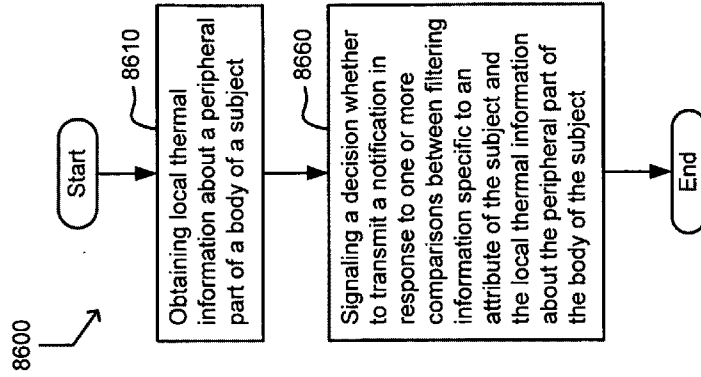 8600
Start
8610
Obtaining local thermal
information about a peripheral
part of a body of a subject
8660
Signaling a decision whether
to transmit a notification in
response to one or more
comparisons between filtering
information specific to an
attribute of the subject and
the local thermal information
about the peripheral part of
the body of the subject
End